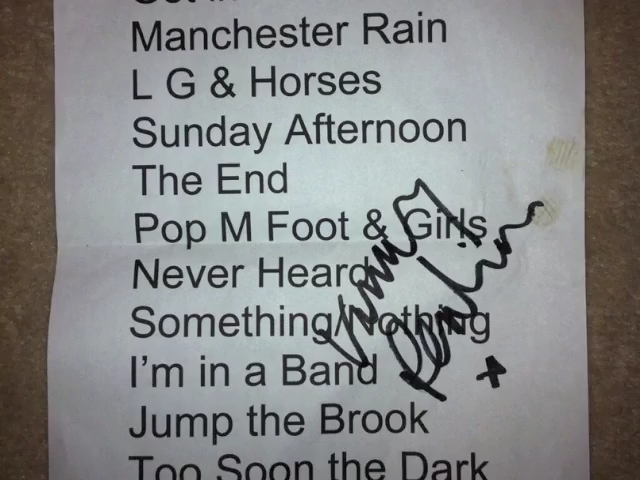 Manchester Rain
L G & Horses
Sunday Afternoon
The End
Pop M Foot & Girls
Never Heard
Something/Nothing
I'm in a Band
Jump the Brook
Too Soon the Dark